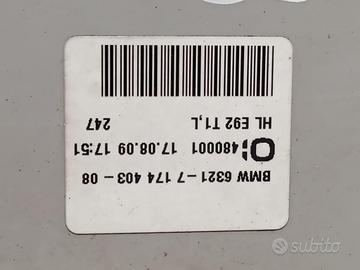 BMW 6321-7 174 403-08
480001 17.08.09 17:51
HL E92 T1,L
247
subito